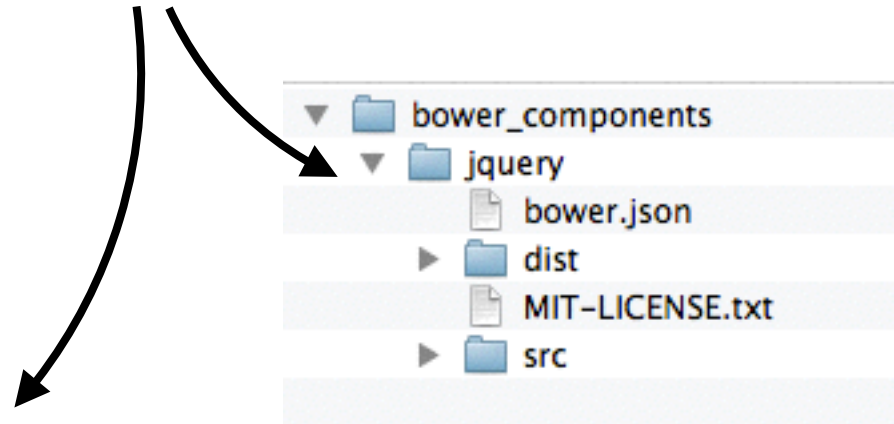 bower_components
jquery
bower.json
dist
MIT-LICENSE.txt
src